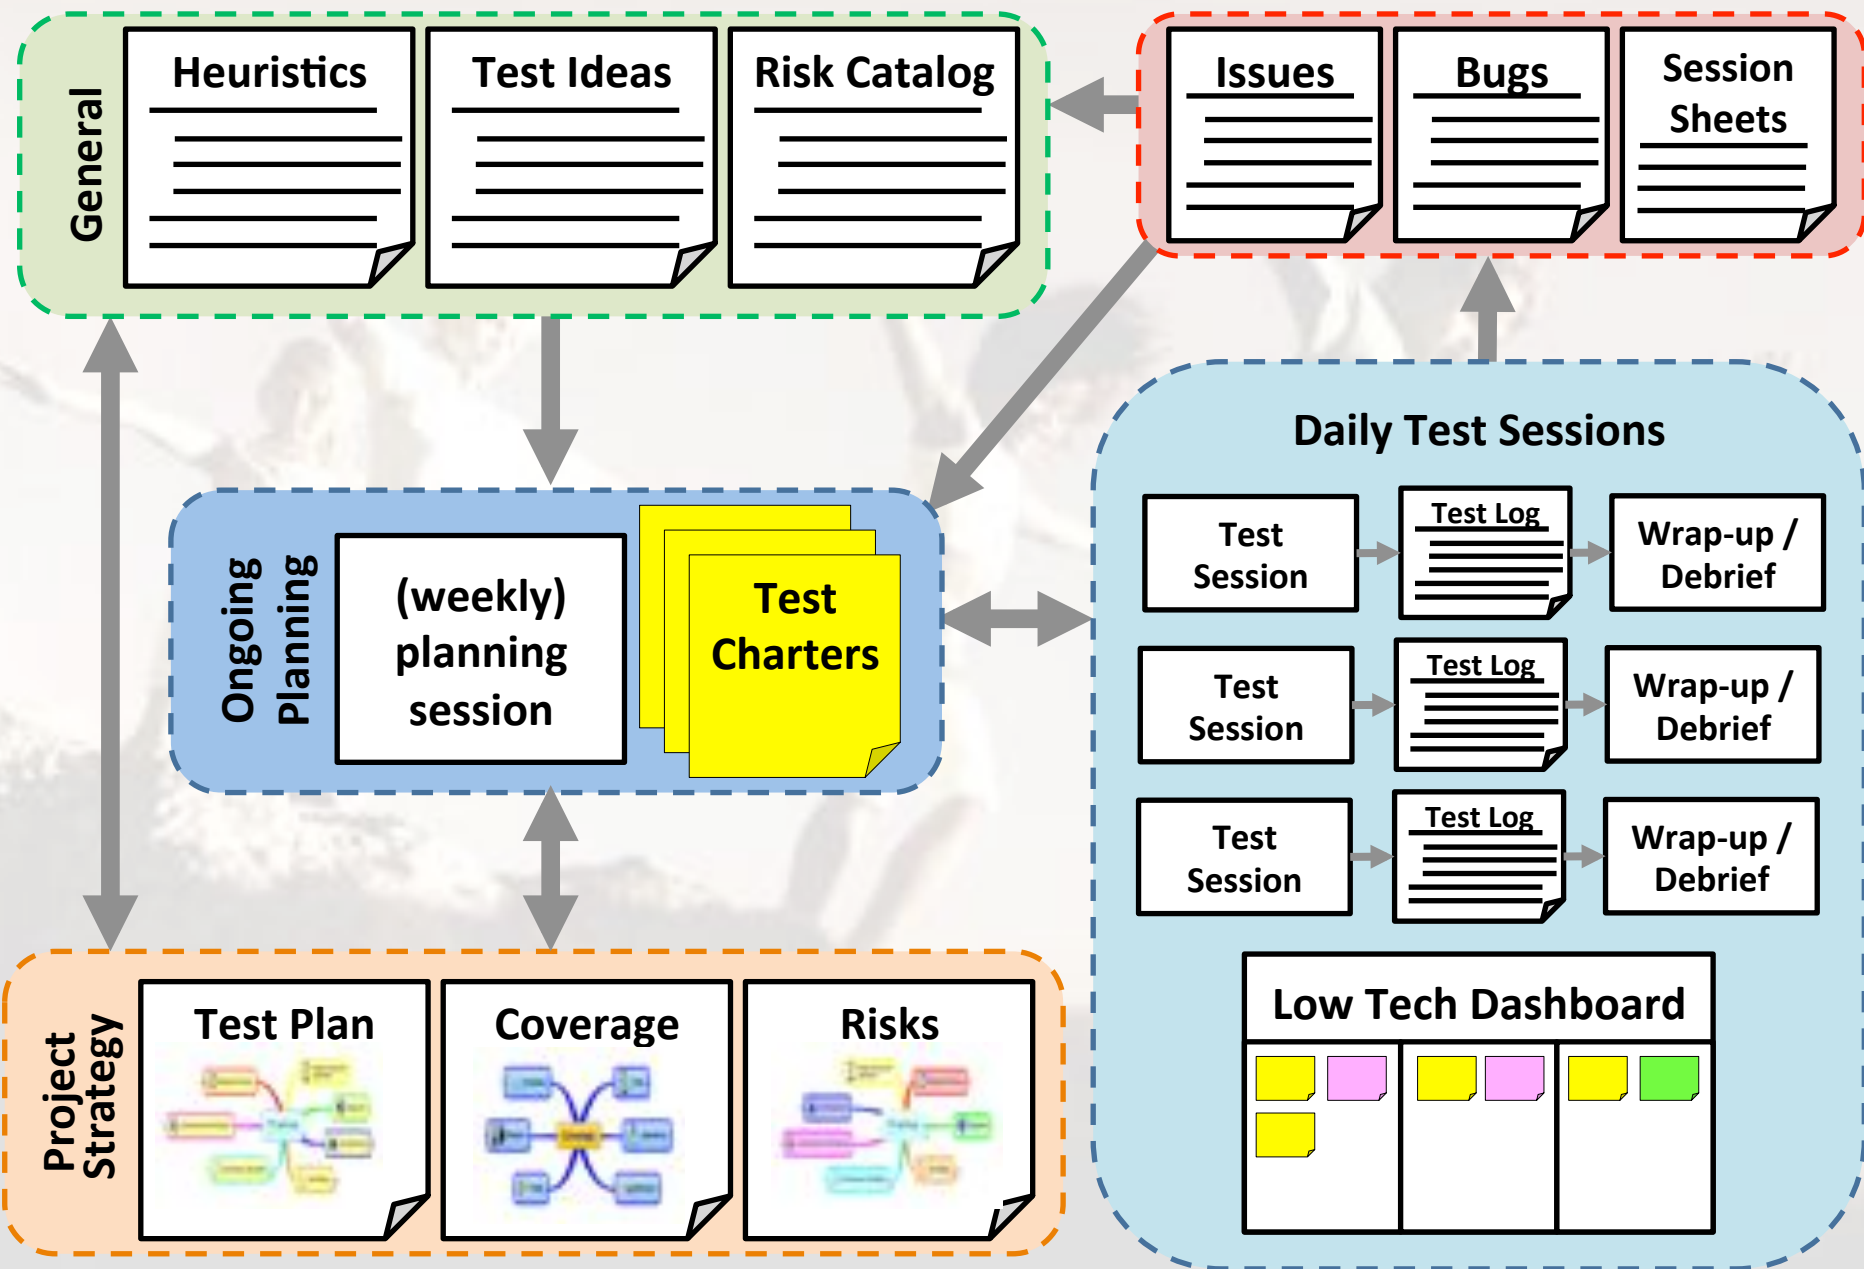 General
Heuristics
Test Ideas
Risk Catalog
Issues
Bugs
Session
Sheets
Ongoing
Planning
(weekly)
planning
session
Test
Charters
Daily Test Sessions
Test
Session
Test Log
Wrap-up /
Debrief
Test
Session
Test Log
Wrap-up /
Debrief
Test
Session
Test Log
Wrap-up /
Debrief
Low Tech Dashboard
Project
Strategy
Test Plan
Coverage
Risks